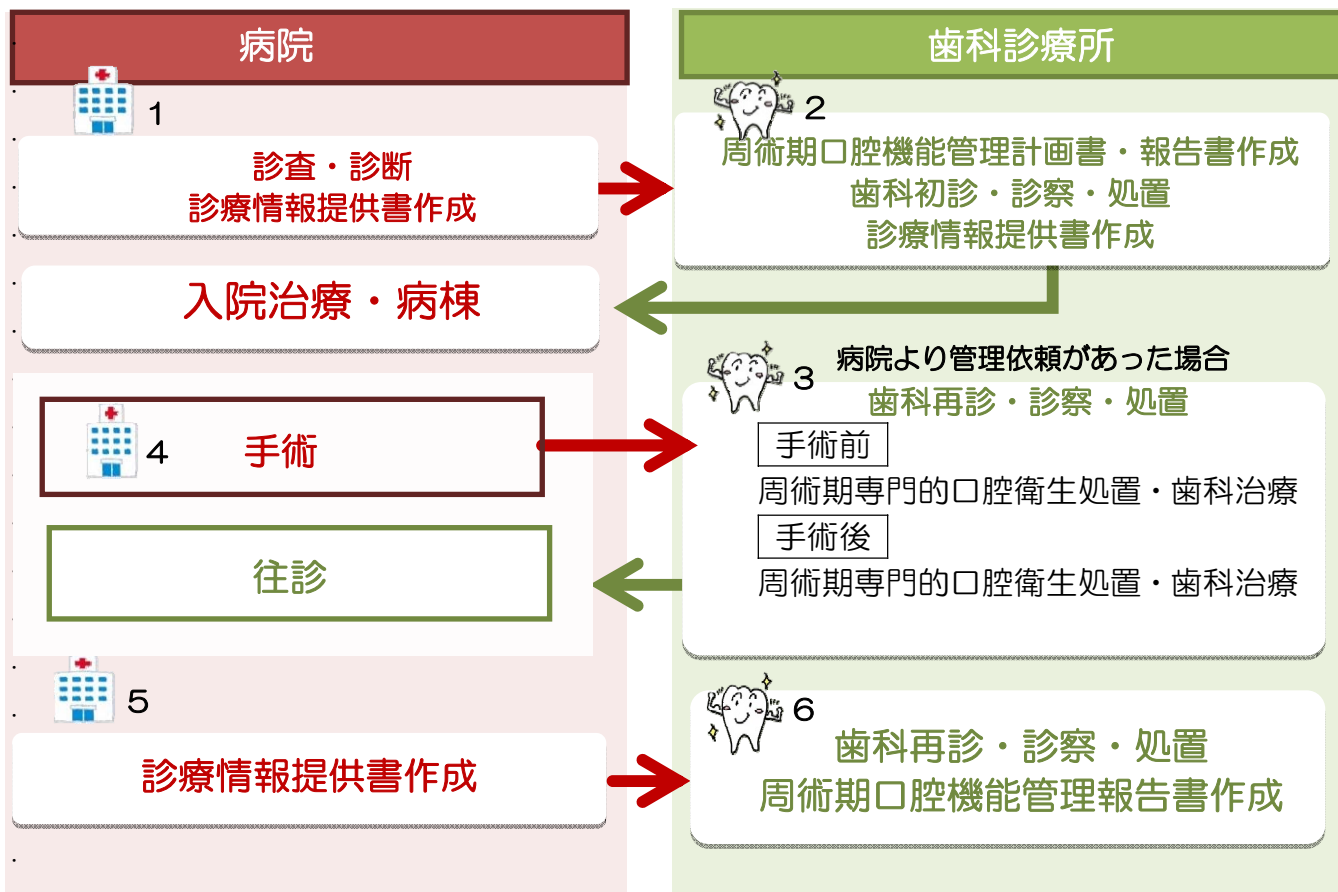 病院
歯科診療所
1
診査・診断
診療情報提供書作成
2
周術期口腔機能管理計画書・報告書作成
歯科初診・診察・処置
診療情報提供書作成
入院治療・病棟
3
病院より管理依頼があった場合
歯科再診・診察・処置
手術前
周術期専門的口腔衛生処置・歯科治療
手術後
周術期専門的口腔衛生処置・歯科治療
4
手術
往診
5
診療情報提供書作成
6
歯科再診・診察・処置
周術期口腔機能管理報告書作成